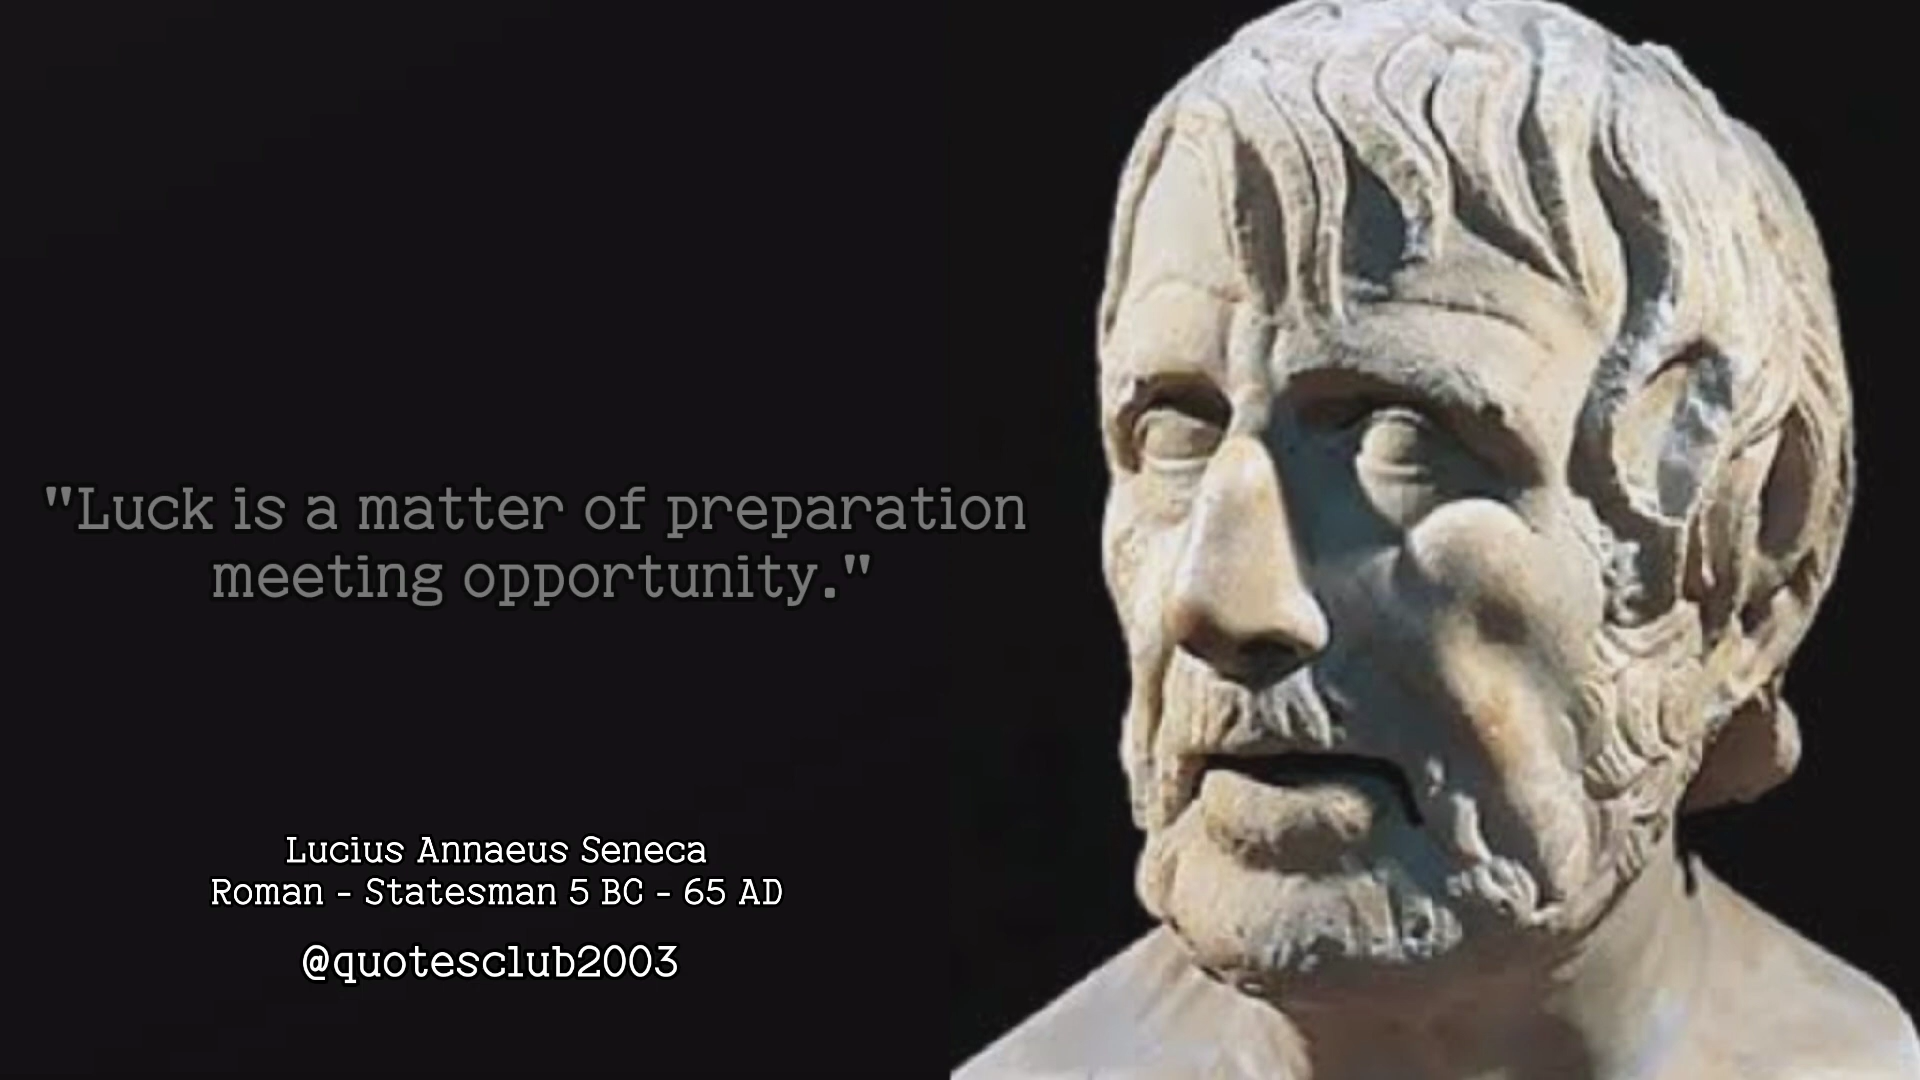 "Luck is a matter of preparation
meeting opportunity."
Lucius Annaeus Seneca
Roman - Statesman 5 BC - 65 AD
@quotesclub2003